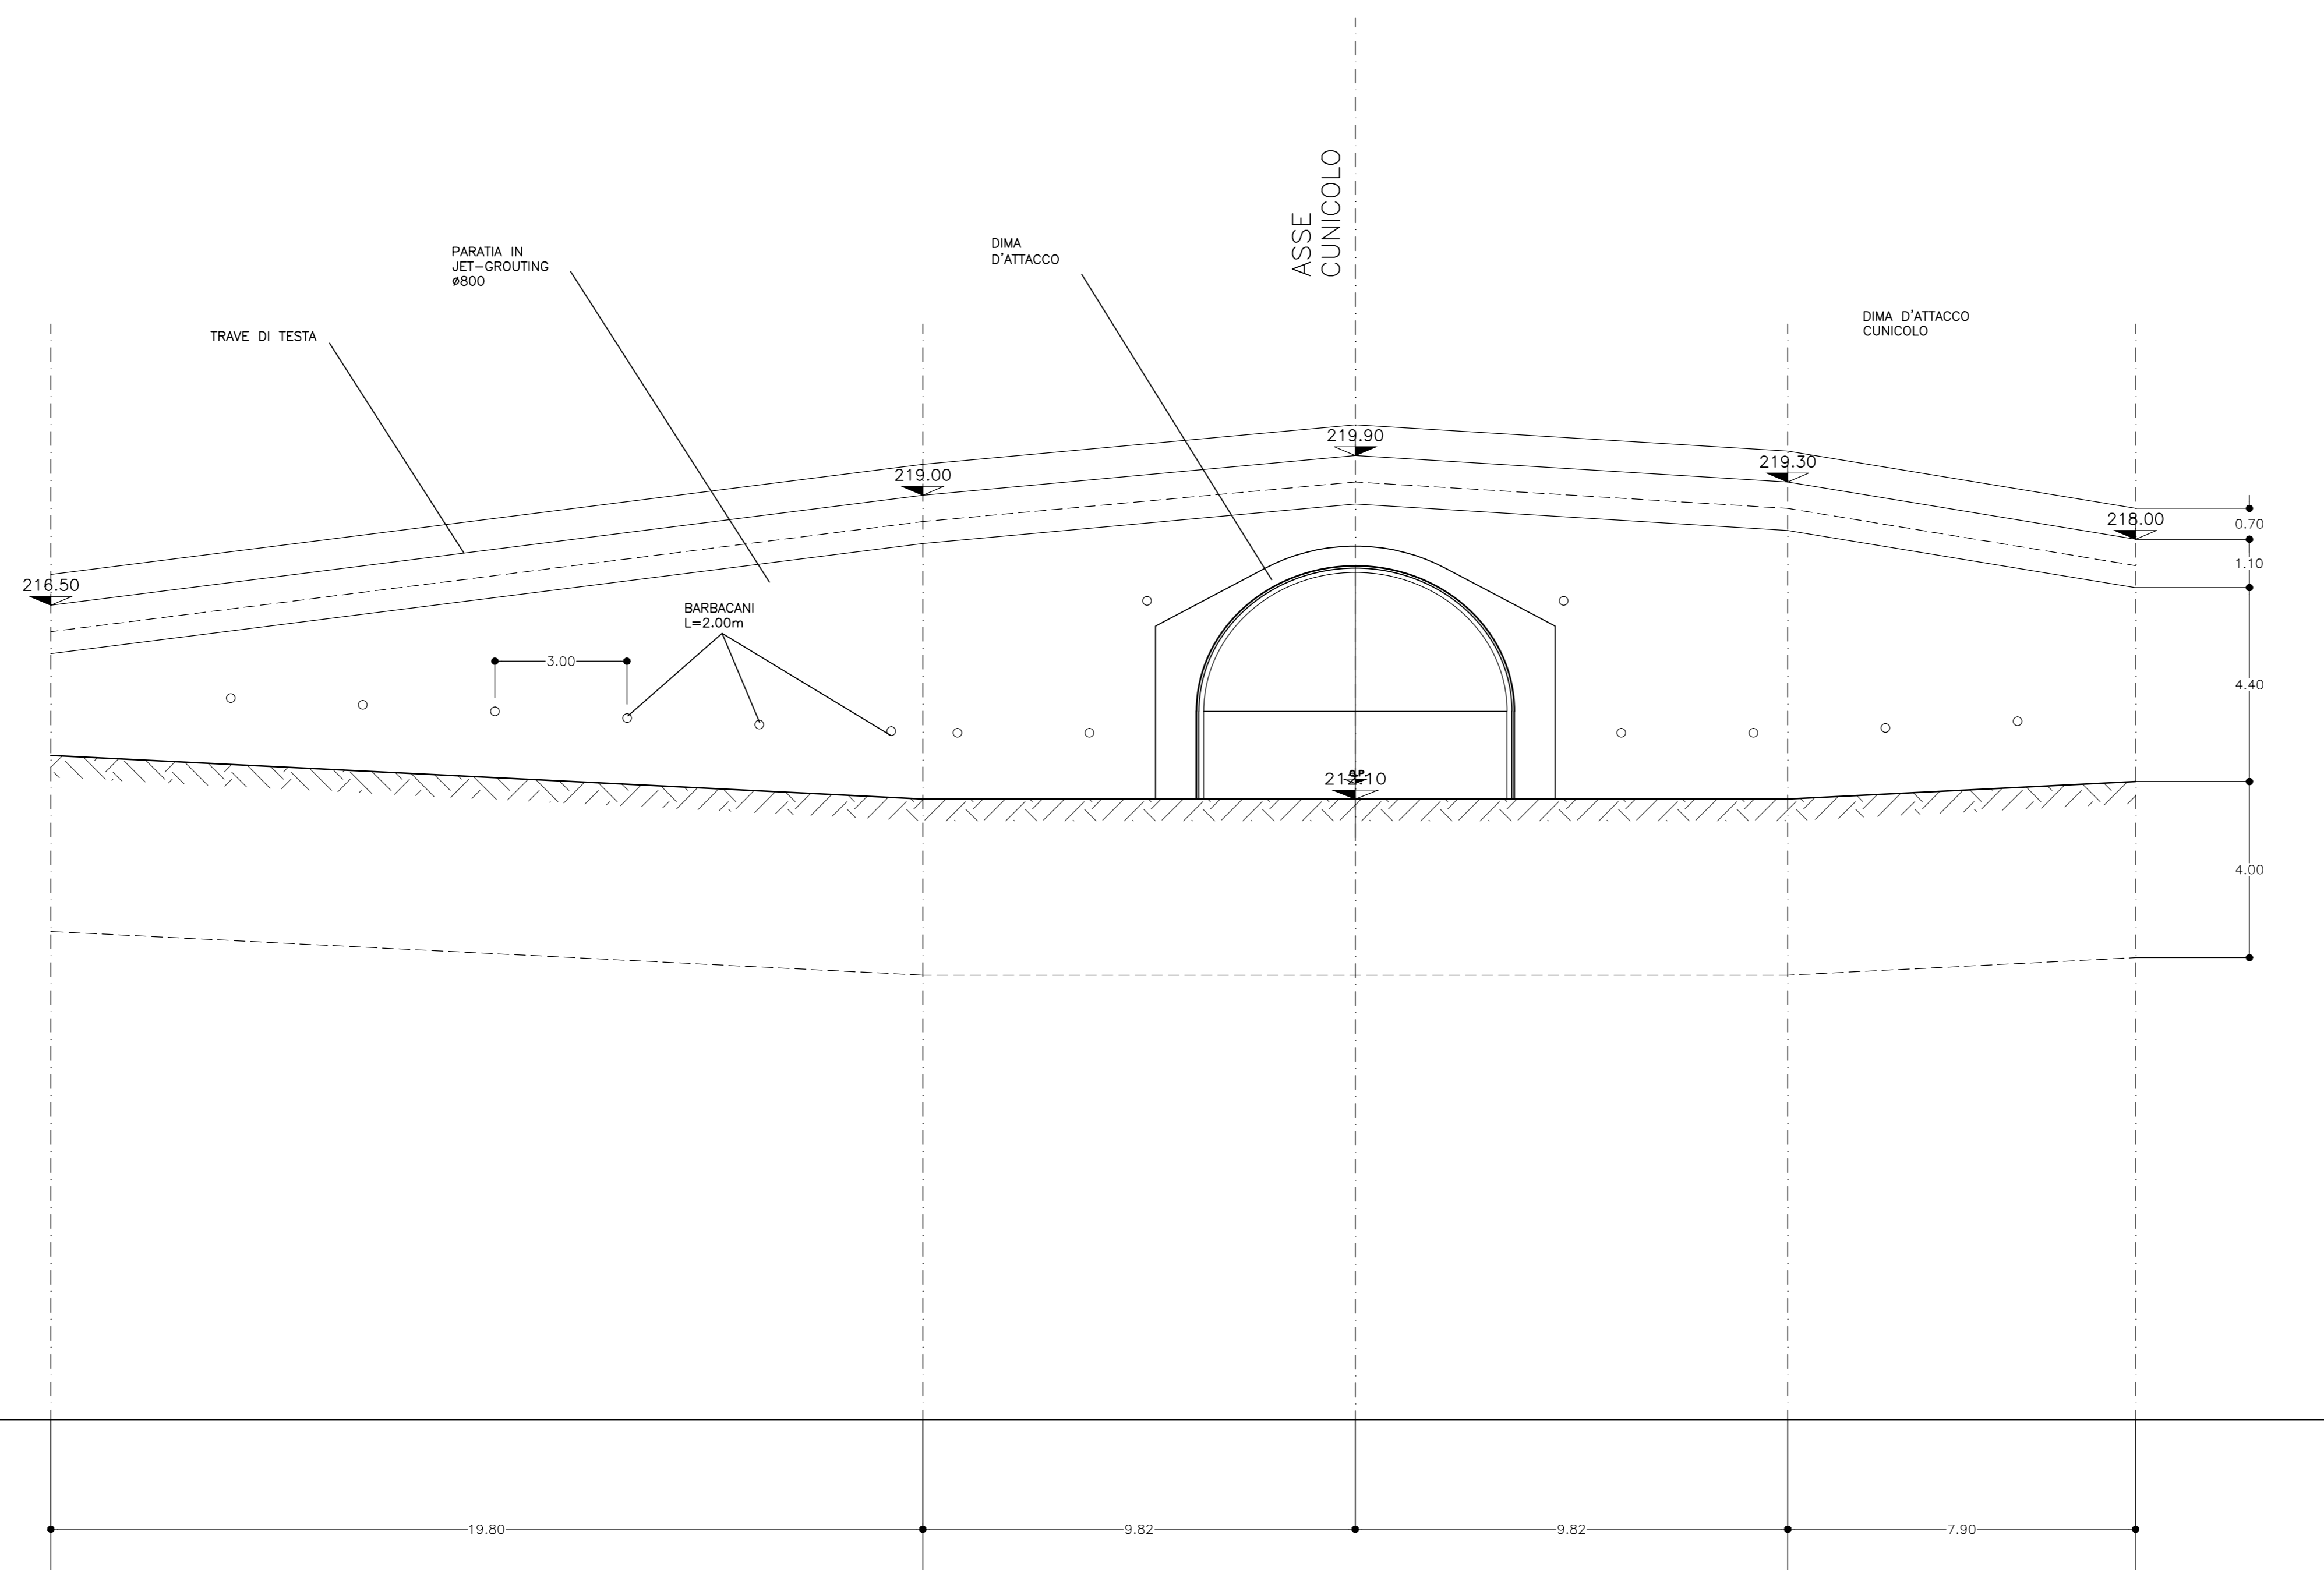 ASSE
CUNICOLO
DIMA
D'ATTACCO
PARATIA IN
JET-GROUTING
ø800
DIMA D'ATTACCO
CUNICOLO
TRAVE DI TESTA
219.90
219.30
219.00
218.00
0.70
1.10
216.50
BARBACANI
L=2.00m
3.00
4.40
4.00
19.80
9.82
9.82
7.90